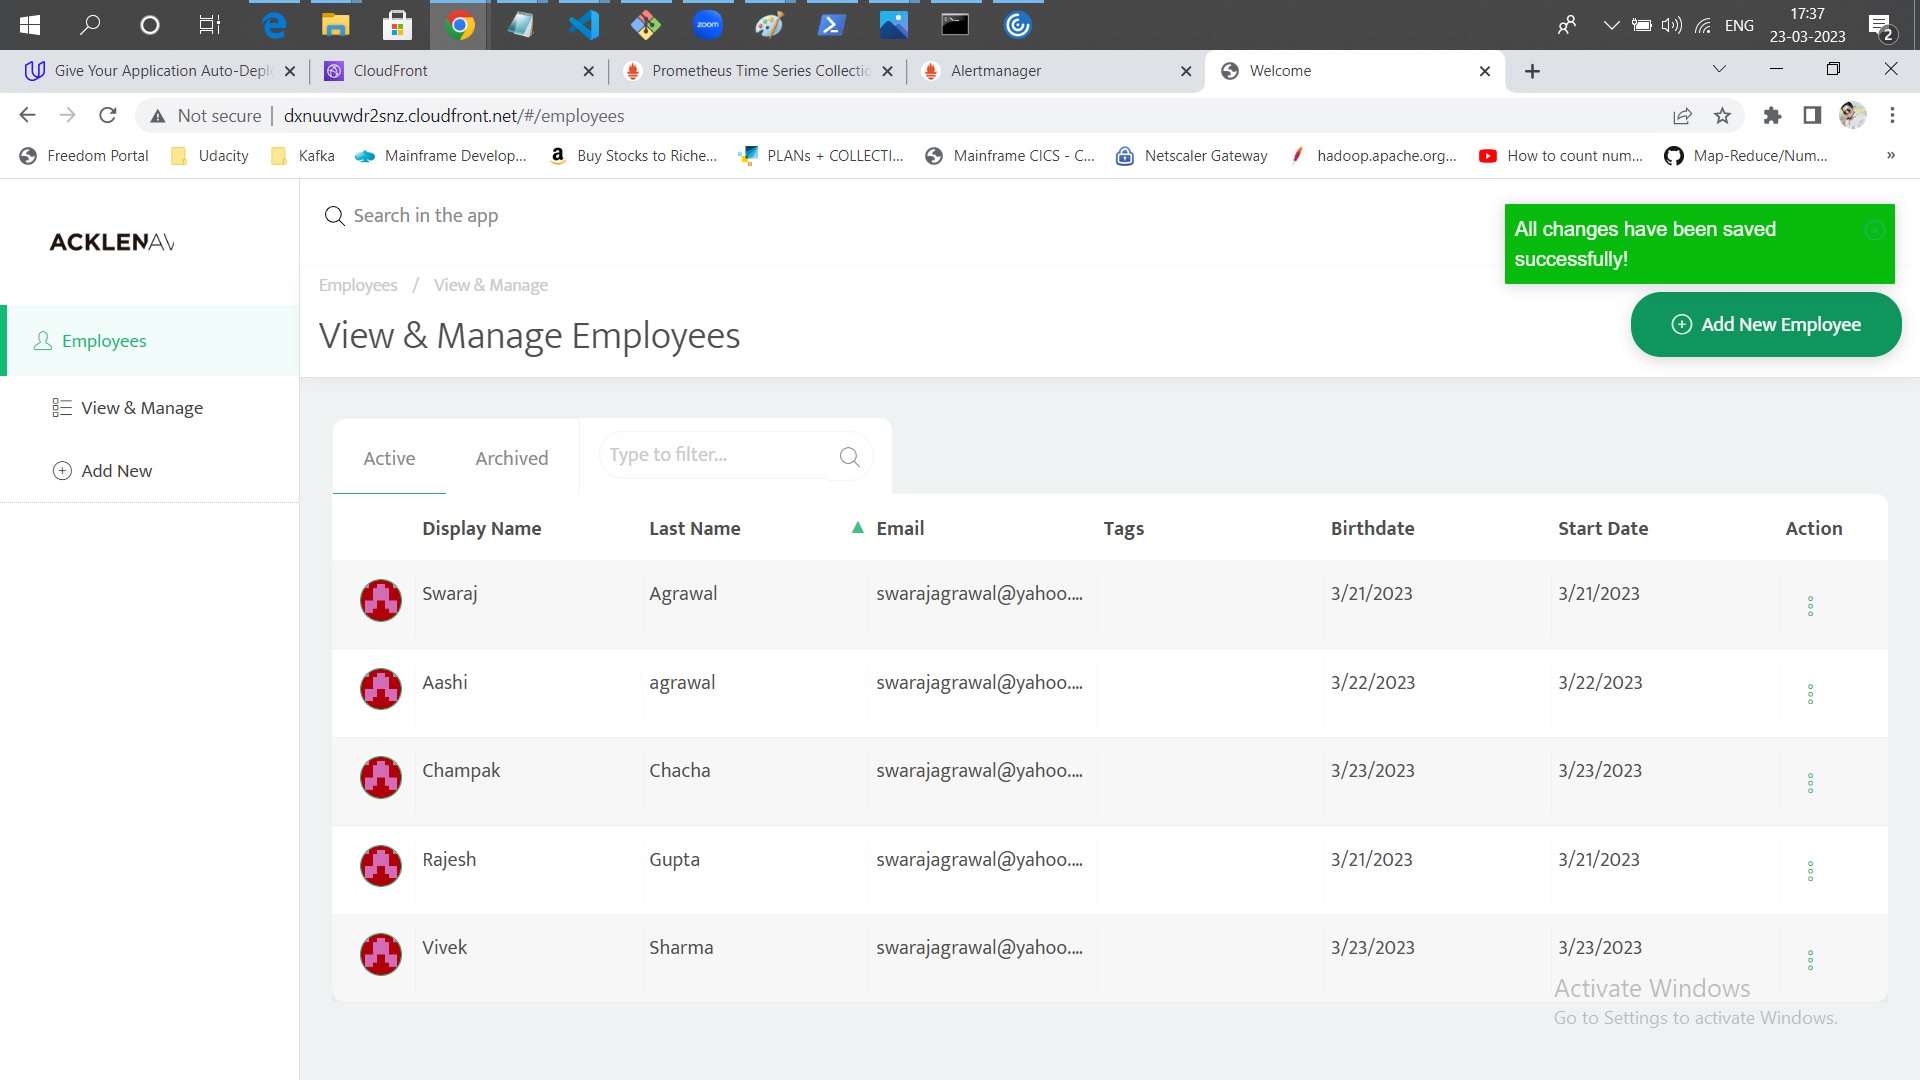 zoom
ENG
17:37
23-03-2023
2
Give Your Application Auto-Deplo
CloudFront
Prometheus Time Series Collectio
Alertmanager
Welcome
Not secure
dxnuuvwdr2snz.cloudfront.net/#/employees
Freedom Portal
Udacity
Kafka
Mainframe Develop...
Buy Stocks to Riche...
PLANs + COLLECTI...
Mainframe CICS - C...
Netscaler Gateway
hadoop.apache.org...
How to count num...
Map-Reduce/Num...
»
ACKLENAV
Search in the app
All changes have been saved
successfully!
Employees / View & Manage
View & Manage Employees
Add New Employee
Employees
View & Manage
Add New
Active
Archived
Type to filter...
Display Name Last Name Email Tags Birthdate Start Date Action
Swaraj Agrawal swarajagrawal@yahoo.... 3/21/2023 3/21/2023
Aashi agrawal swarajagrawal@yahoo.... 3/22/2023 3/22/2023
Champak Chacha swarajagrawal@yahoo.... 3/23/2023 3/23/2023
Rajesh Gupta swarajagrawal@yahoo.... 3/21/2023 3/21/2023
Vivek Sharma swarajagrawal@yahoo.... 3/23/2023 3/23/2023
Activate Windows
Go to Settings to activate Windows.